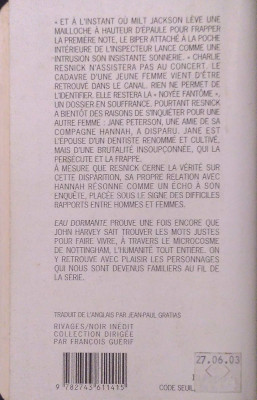 « ET À L'INSTANT OÙ MILT JACKSON LÈVE UNE
MAILLOCHE À HAUTEUR D'ÉPAULE POUR FRAPPER
LA PREMIÈRE NOTE, LE BIPER ATTACHÉ À LA POCHE
INTÉRIEURE DE L'INSPECTEUR LANCE COMME UNE
INTRUSION SON INSISTANTE SONNERIE. » CHARLIE
RESNICK N'ASSISTERA PAS AU CONCERT. LE
CADAVRE D'UNE JEUNE FEMME VIENT D'ÊTRE
RETROUVÉ DANS LE CANAL. RIEN NE PERMET DE
L'IDENTIFIER. ELLE RESTERA LA « NOYÉE FANTÔME »,
UN DOSSIER EN SOUFFRANCE. POURTANT RESNICK
A BIENTÔT DES RAISONS DE S'INQUIÉTER POUR UNE
AUTRE FEMME : JANE PETERSON, UNE AMIE DE SA
COMPAGNE HANNAH, A DISPARU. JANE EST
L'ÉPOUSE D'UN DENTISTE RENOMMÉ ET CULTIVÉ,
MAIS D'UNE BRUTALITÉ INSOUPÇONNÉE, QUI LA
PERSÉCUTE ET LA FRAPPE.
À MESURE QUE RESNICK CERNE LA VÉRITÉ SUR
CETTE DISPARITION, SA PROPRE RELATION AVEC
HANNAH RÉSONNE COMME UN ÉCHO À SON
ENQUÊTE, PLACÉE SOUS LE SIGNE DES DIFFICILES
RAPPORTS ENTRE HOMMES ET FEMMES.
EAU DORMANTE PROUVE UNE FOIS ENCORE QUE
JOHN HARVEY SAIT TROUVER LES MOTS JUSTES
POUR FAIRE VIVRE, À TRAVERS LE MICROCOSME
DE NOTTINGHAM, L'HUMANITÉ TOUT ENTIÈRE. ON
Y RETROUVE AVEC PLAISIR LES PERSONNAGES
QUI NOUS SONT DEVENUS FAMILIERS AU FIL DE
LA SÉRIE.
TRADUIT DE L'ANGLAIS PAR JEAN-PAUL GRATIAS
RIVAGES/NOIR INÉDIT
COLLECTION DIRIGÉE
PAR FRANÇOIS GUÉRIF
27.06.03
9 782743 611415
CODE SEUIL